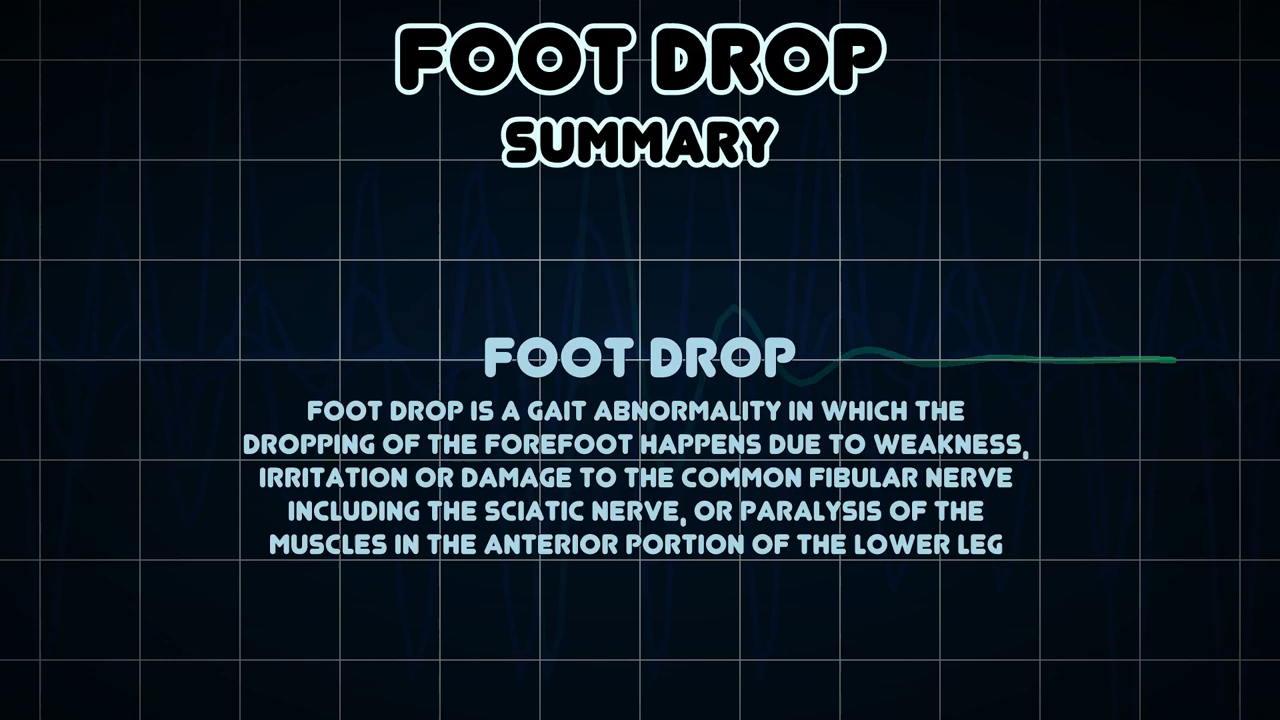 FOOT DROP
SUMMARY
FOOT DROP
FOOT DROP IS A GAIT ABNORMALITY IN WHICH THE
DROPPING OF THE FOREFOOT HAPPENS DUE TO WEAKNESS,
IRRITATION OR DAMAGE TO THE COMMON FIBULAR NERVE
INCLUDING THE SCIATIC NERVE, OR PARALYSIS OF THE
MUSCLES IN THE ANTERIOR PORTION OF THE LOWER LEG